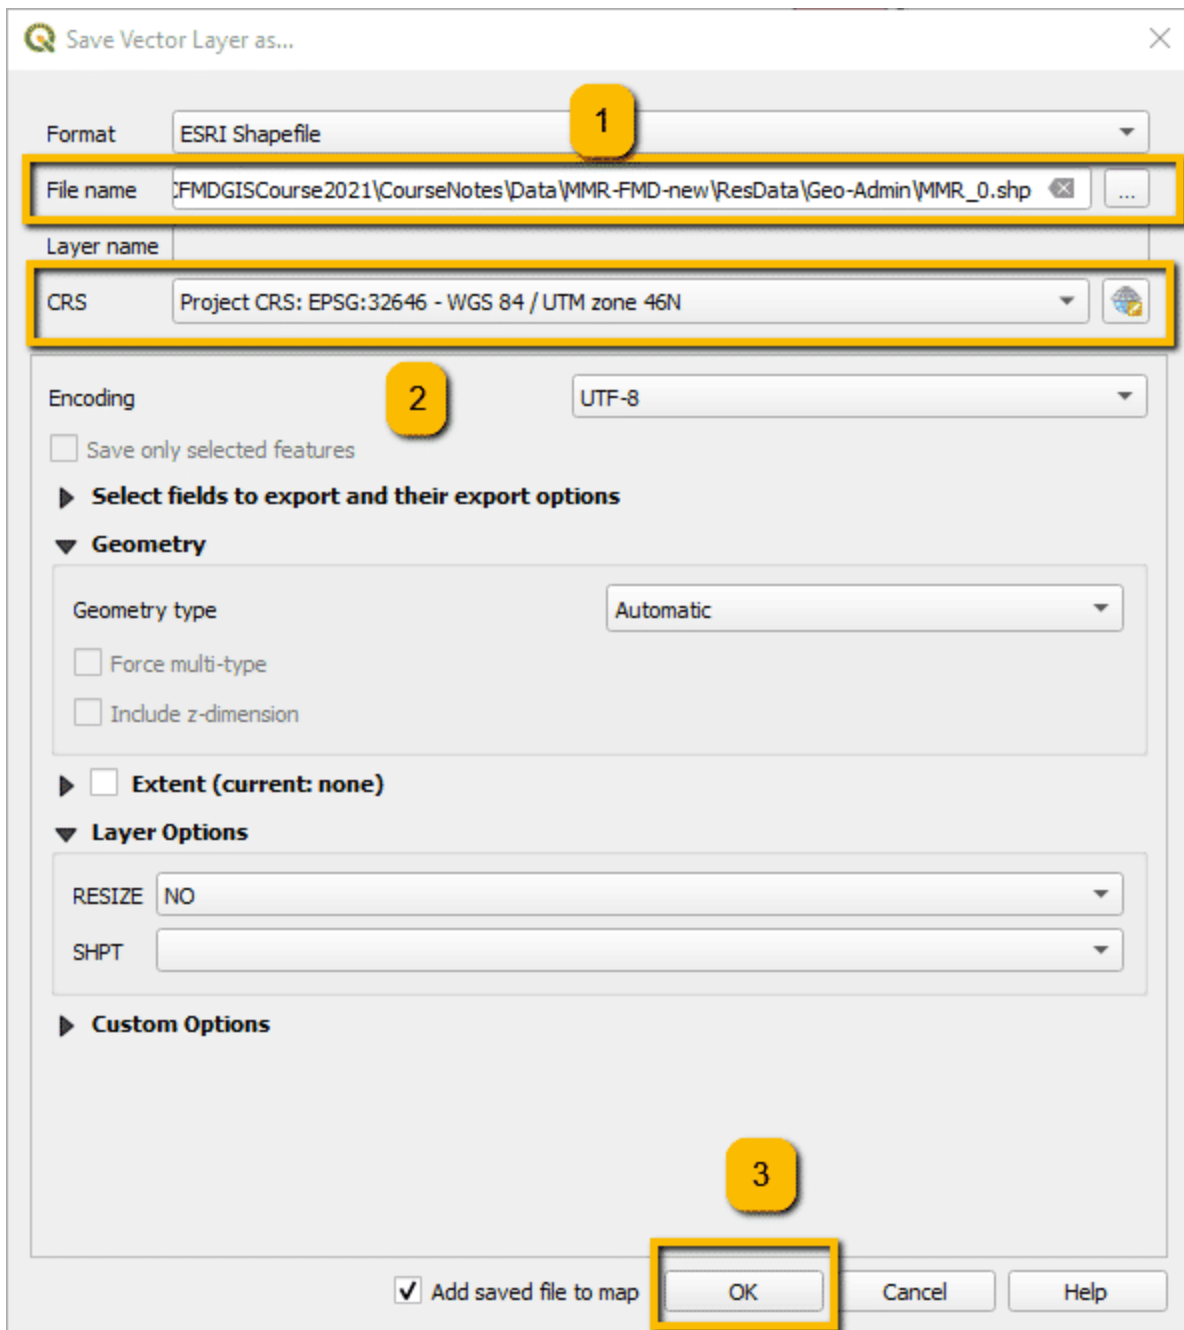 Save Vector Layer as...
1
Format ESRI Shapefile
File name CFMDGISCourse2021\CourseNotes\Data\MMR-FMD-new\ResData\Geo-Admin\MMR_0.shp ...
Layer name
CRS Project CRS: EPSG:32646 - WGS 84 / UTM zone 46N
2
Encoding UTF-8
Save only selected features
Select fields to export and their export options
Geometry
Geometry type Automatic
Force multi-type
Include z-dimension
Extent (current: none)
Layer Options
RESIZE NO
SHPT
Custom Options
3
Add saved file to map OK Cancel Help